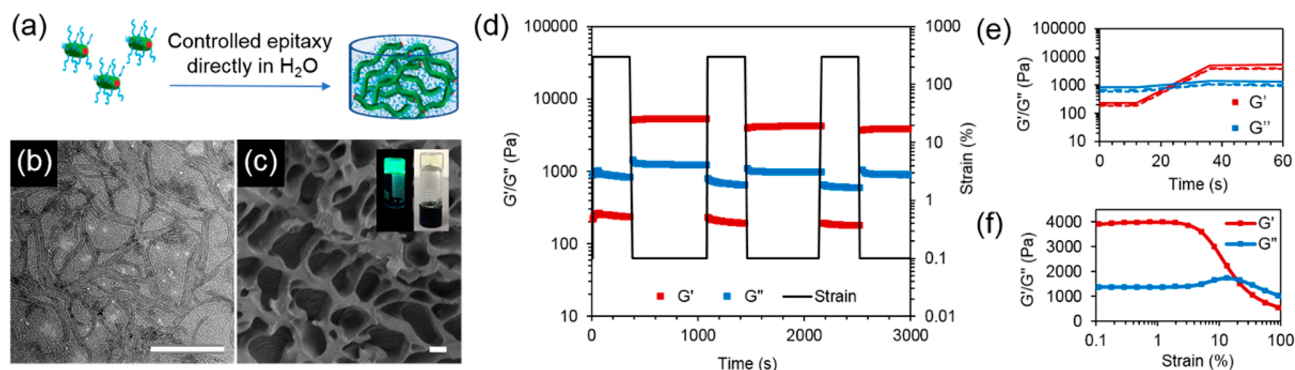 (a)
Controlled epitaxy
directly in H₂O
(b)
(c)
(d)
100000
10000
1000
100
10
G'/G" (Pa)
1000
100
10
1
0.1
0.01
Strain (%)
G'
G"
Strain
0
1000
2000
3000
Time (s)
(e)
100000
10000
1000
100
10
G'/G" (Pa)
G'
G''
0
20
40
60
Time (s)
(f)
4000
3000
2000
1000
0
G'/G" (Pa)
G'
G"
0.1
1
10
100
Strain (%)